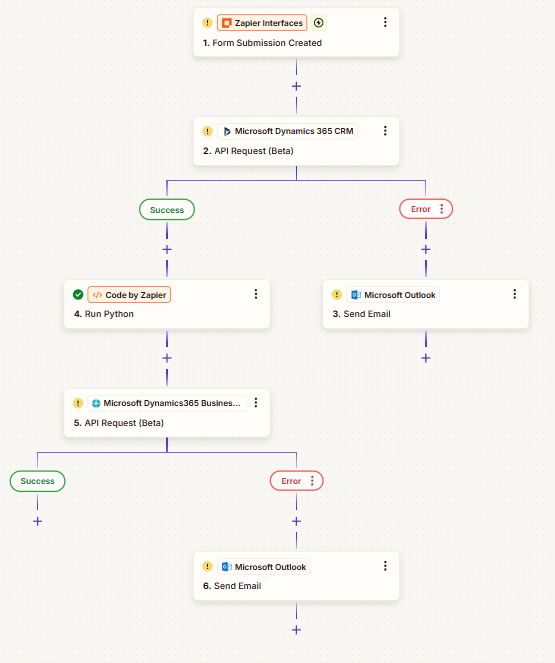 Zapier Interfaces
1. Form Submission Created
Microsoft Dynamics 365 CRM
2. API Request (Beta)
Success
Error
Code by Zapier
4. Run Python
Microsoft Outlook
3. Send Email
Microsoft Dynamics365 Busines...
5. API Request (Beta)
Success
Error
Microsoft Outlook
6. Send Email